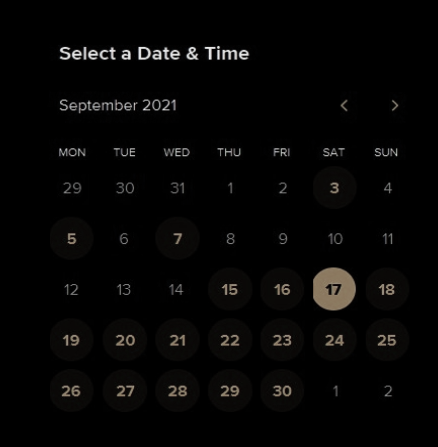 Select a Date & Time
September 2021
MON TUE WED THU FRI SAT SUN
29 30 31 1 2 3 4
5 6 7 8 9 10 11
12 13 14 15 16 17 18
19 20 21 22 23 24 25
26 27 28 29 30 1 2